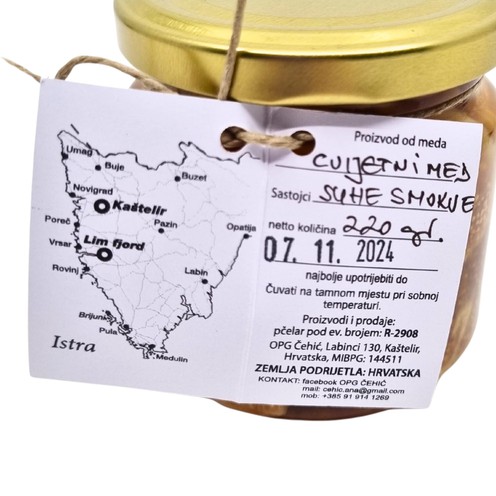 Umag
Buje
Buzet
Novigrad
Kaštelir
Poreč
Pazin
Opatija
Vrsar
Lim fjord
Rovinj
Labin
Brijuni
Pula
Medulin
Istra
Proizvod od meda
CVIJETNI MED
Sastojci SUHE SMOKVE
netto količina 220 gr.
07. 11. 2024
najbolje upotrijebiti do
Čuvati na tamnom mjestu pri sobnoj
temperaturi.
Proizvodi i prodaje:
pčelar pod ev. brojem: R-2908
OPG Čehić, Labinci 130, Kaštelir,
Hrvatska, MIBPG: 144511
ZEMLJA PODRIJETLA: HRVATSKA
KONTAKT: facebook OPG ČEHIĆ
mail: cehic.ana@gmail.com
mob: +385 91 914 1269